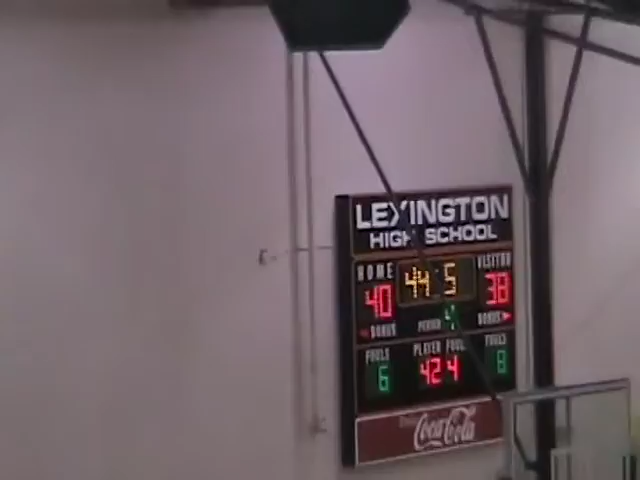 LEXINGTON
HIGH SCHOOL
HOME 44 5 VISITOR
40 38
BONUS PERIOD 4 BONUS
FOULS PLAYER FOUL FOULS
6 42 4 8
Coca-Cola